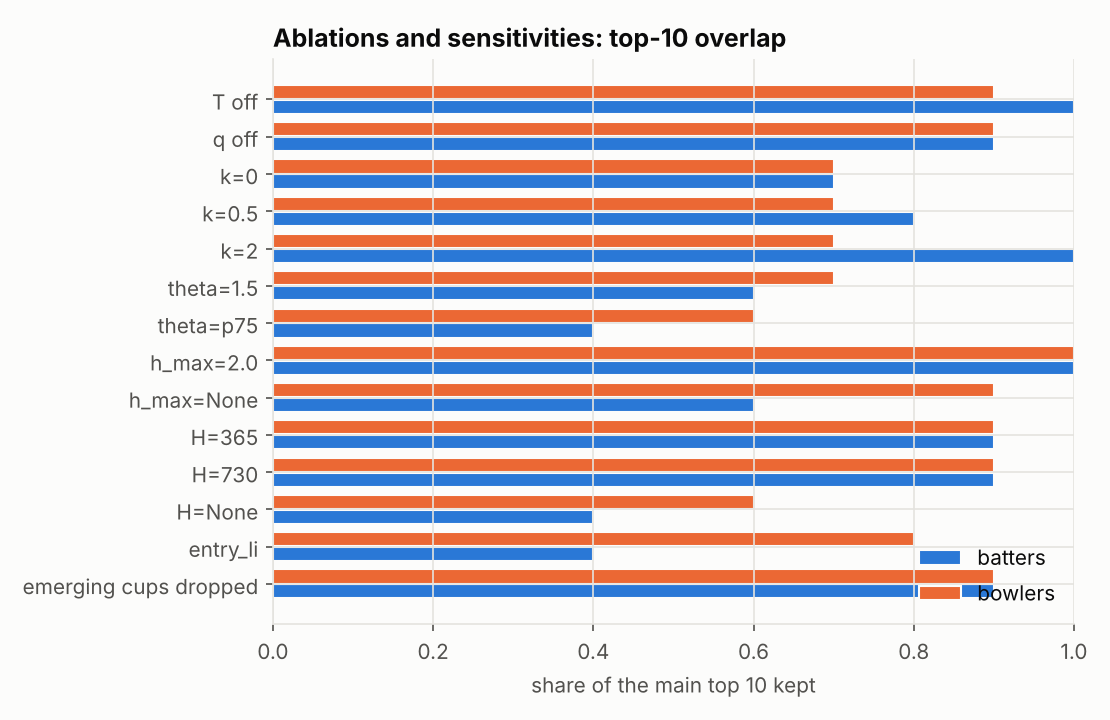 Ablations and sensitivities: top-10 overlap
T off
q off
k=0
k=0.5
k=2
theta=1.5
theta=p75
h_max=2.0
h_max=None
H=365
H=730
H=None
entry_li
emerging cups dropped
batters
bowlers
0.0 0.2 0.4 0.6 0.8 1.0
share of the main top 10 kept